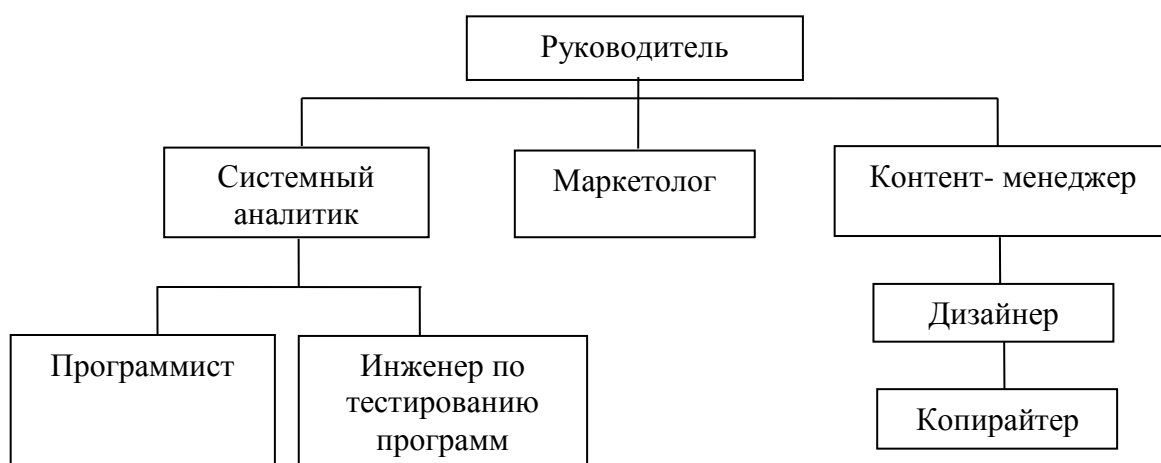 Руководитель
Системный
аналитик
Маркетолог
Контент- менеджер
Дизайнер
Программист
Инженер по
тестированию
программ
Копирайтер